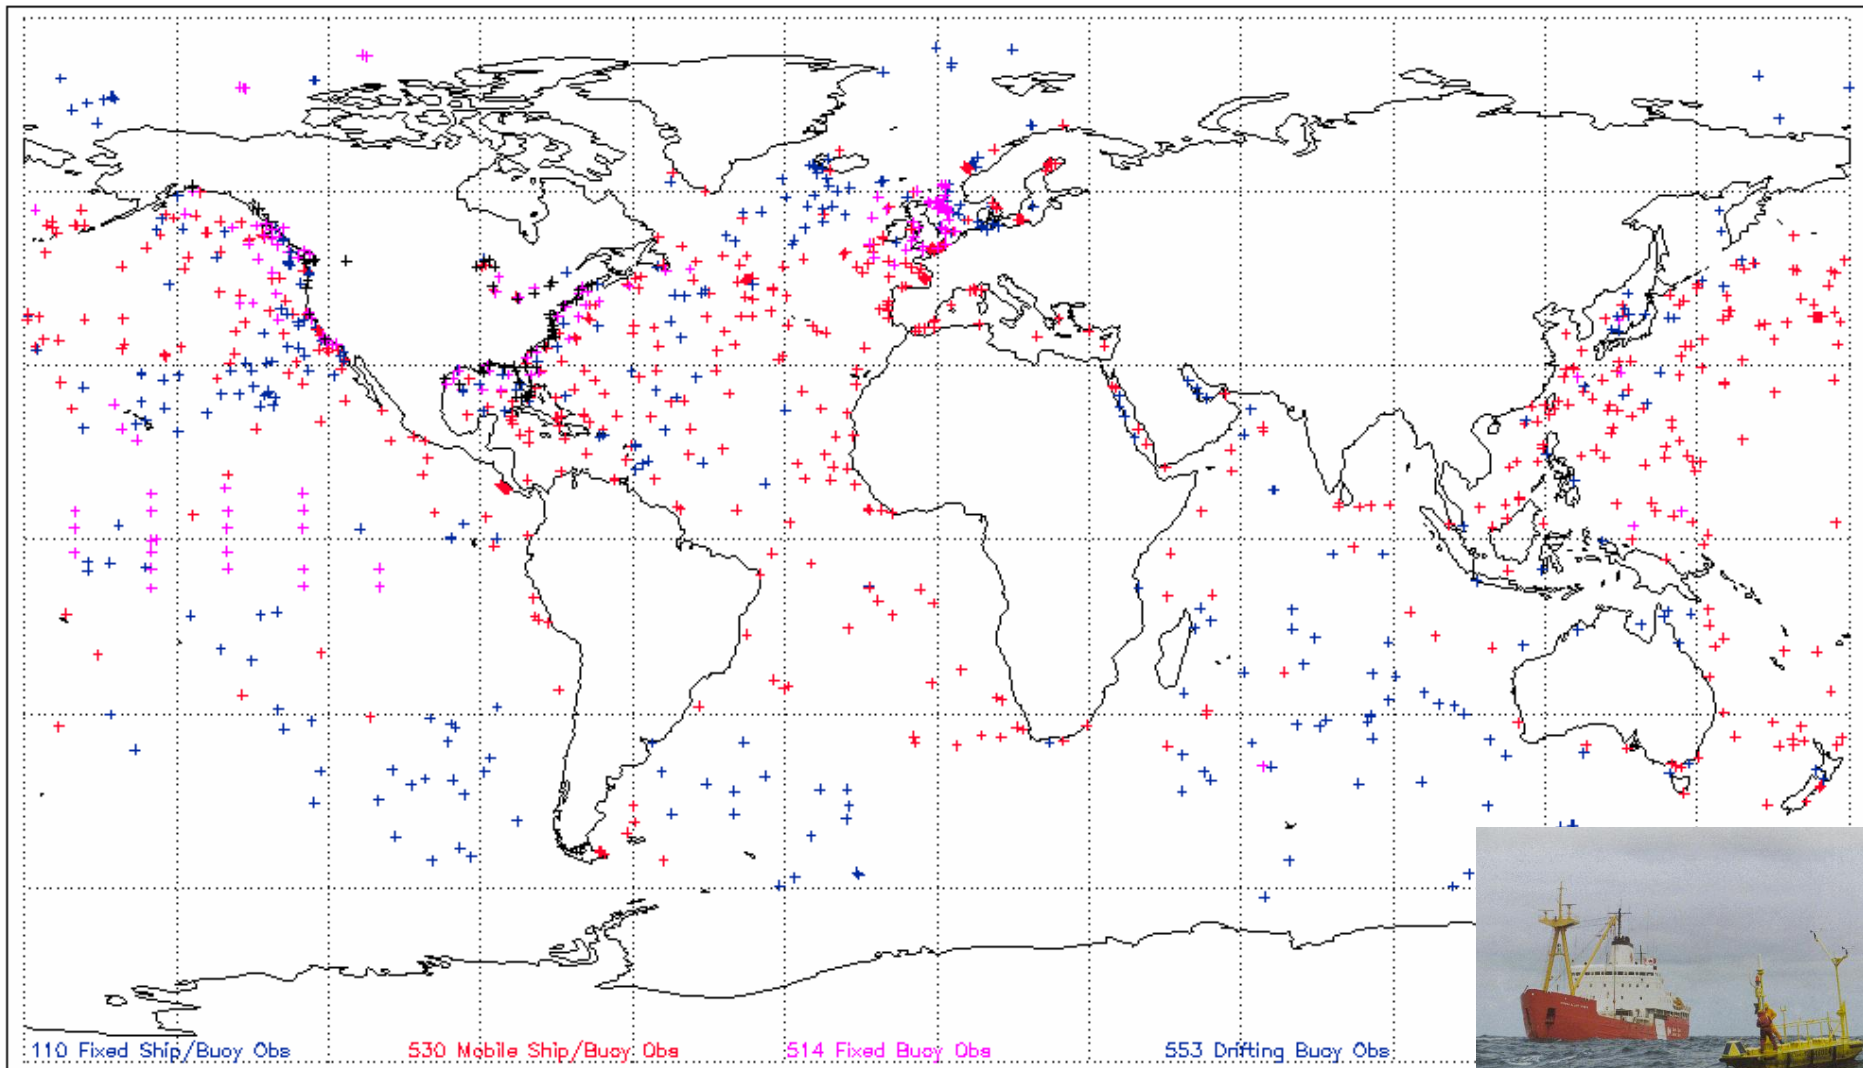 110 Fixed Ship/Buoy Obs
530 Mobile Ship/Buoy Obs
514 Fixed Buoy Obs
553 Drifting Buoy Obs